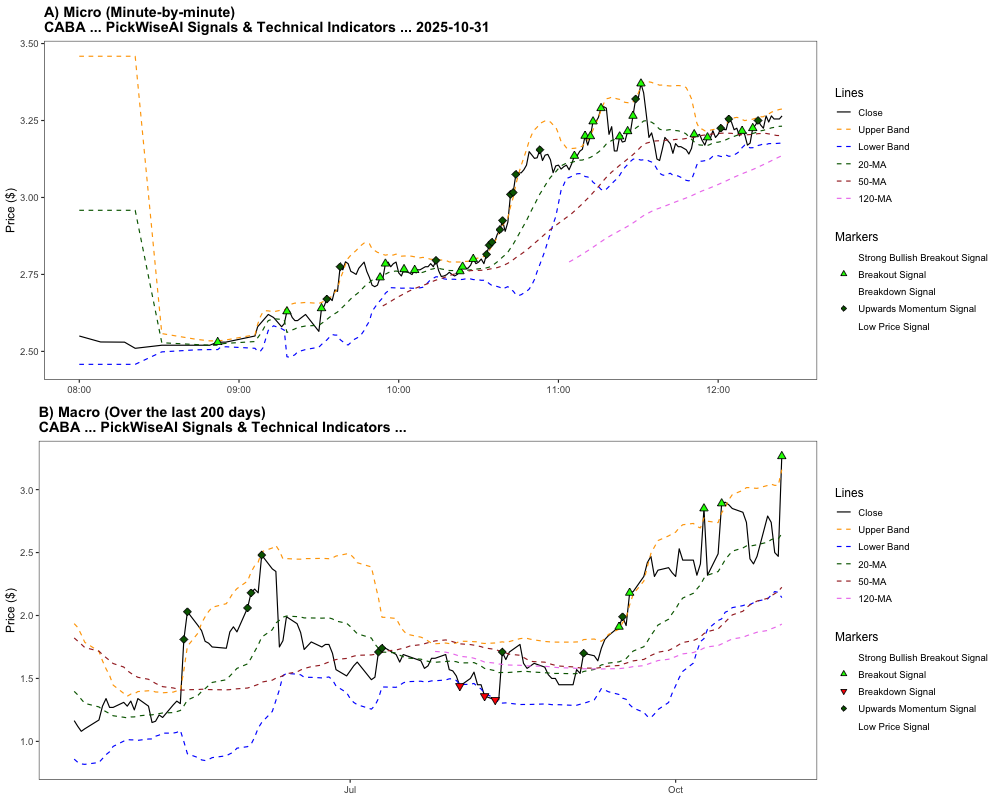 A) Micro (Minute-by-minute)
CABA ... PickWiseAI Signals & Technical Indicators ... 2025-10-31
Price ($)
3.50
3.25
3.00
2.75
2.50
08:00
09:00
10:00
11:00
12:00
Lines
Close
Upper Band
Lower Band
20-MA
50-MA
120-MA
Markers
Strong Bullish Breakout Signal
Breakout Signal
Breakdown Signal
Upwards Momentum Signal
Low Price Signal
B) Macro (Over the last 200 days)
CABA ... PickWiseAI Signals & Technical Indicators ...
Price ($)
3.0
2.5
2.0
1.5
1.0
Jul
Oct
Lines
Close
Upper Band
Lower Band
20-MA
50-MA
120-MA
Markers
Strong Bullish Breakout Signal
Breakout Signal
Breakdown Signal
Upwards Momentum Signal
Low Price Signal